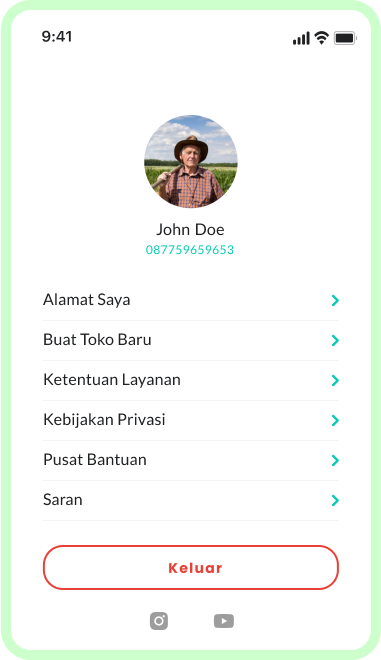 9:41
John Doe
087759659653
Alamat Saya
Buat Toko Baru
Ketentuan Layanan
Kebijakan Privasi
Pusat Bantuan
Saran
Keluar